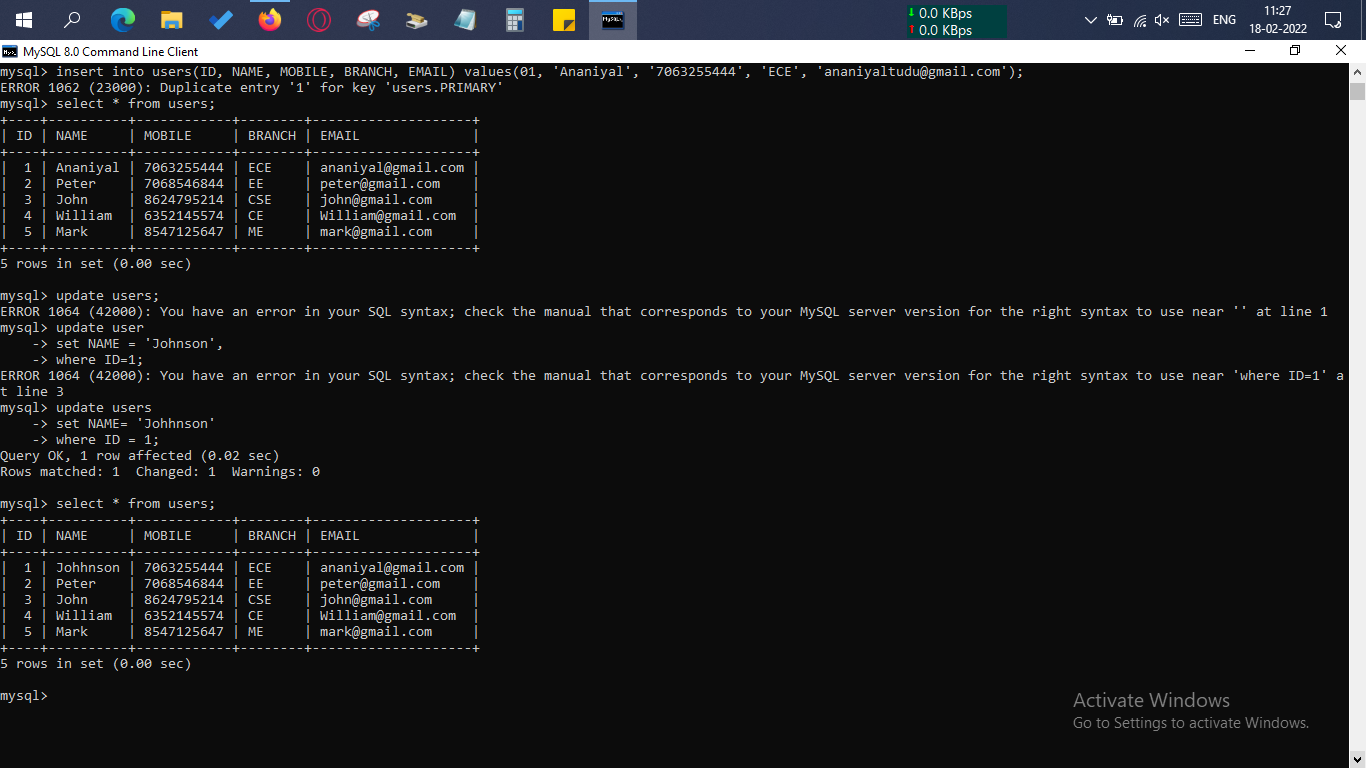 ↓ 0.0 KBps
↑ 0.0 KBps
ENG
11:27
18-02-2022
MySQL 8.0 Command Line Client
mysql> insert into users(ID, NAME, MOBILE, BRANCH, EMAIL) values(01, 'Ananiyal', '7063255444', 'ECE', 'ananiyaltudu@gmail.com');
ERROR 1062 (23000): Duplicate entry '1' for key 'users.PRIMARY'
mysql> select * from users;
+----+----------+------------+--------+--------------------+
| ID | NAME     | MOBILE     | BRANCH | EMAIL              |
+----+----------+------------+--------+--------------------+
|  1 | Ananiyal | 7063255444 | ECE    | ananiyal@gmail.com |
|  2 | Peter    | 7068546844 | EE     | peter@gmail.com    |
|  3 | John     | 8624795214 | CSE    | john@gmail.com     |
|  4 | William  | 6352145574 | CE     | William@gmail.com  |
|  5 | Mark     | 8547125647 | ME     | mark@gmail.com     |
+----+----------+------------+--------+--------------------+
5 rows in set (0.00 sec)
mysql> update users;
ERROR 1064 (42000): You have an error in your SQL syntax; check the manual that corresponds to your MySQL server version for the right syntax to use near '' at line 1
mysql> update user
    -> set NAME = 'Johnson',
    -> where ID=1;
ERROR 1064 (42000): You have an error in your SQL syntax; check the manual that corresponds to your MySQL server version for the right syntax to use near 'where ID=1' a
t line 3
mysql> update users
    -> set NAME= 'Johhnson'
    -> where ID = 1;
Query OK, 1 row affected (0.02 sec)
Rows matched: 1  Changed: 1  Warnings: 0
mysql> select * from users;
+----+----------+------------+--------+--------------------+
| ID | NAME     | MOBILE     | BRANCH | EMAIL              |
+----+----------+------------+--------+--------------------+
|  1 | Johhnson | 7063255444 | ECE    | ananiyal@gmail.com |
|  2 | Peter    | 7068546844 | EE     | peter@gmail.com    |
|  3 | John     | 8624795214 | CSE    | john@gmail.com     |
|  4 | William  | 6352145574 | CE     | William@gmail.com  |
|  5 | Mark     | 8547125647 | ME     | mark@gmail.com     |
+----+----------+------------+--------+--------------------+
5 rows in set (0.00 sec)
mysql>
Activate Windows
Go to Settings to activate Windows.